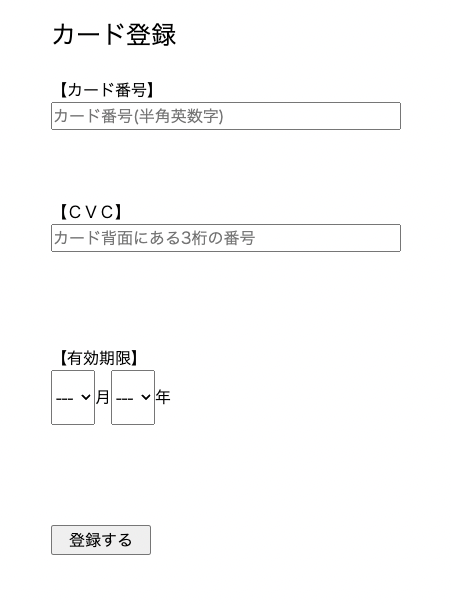 カード登録
【カード番号】
カード番号(半角英数字)
【ＣＶＣ】
カード背面にある3桁の番号
【有効期限】
--- 月 --- 年
登録する